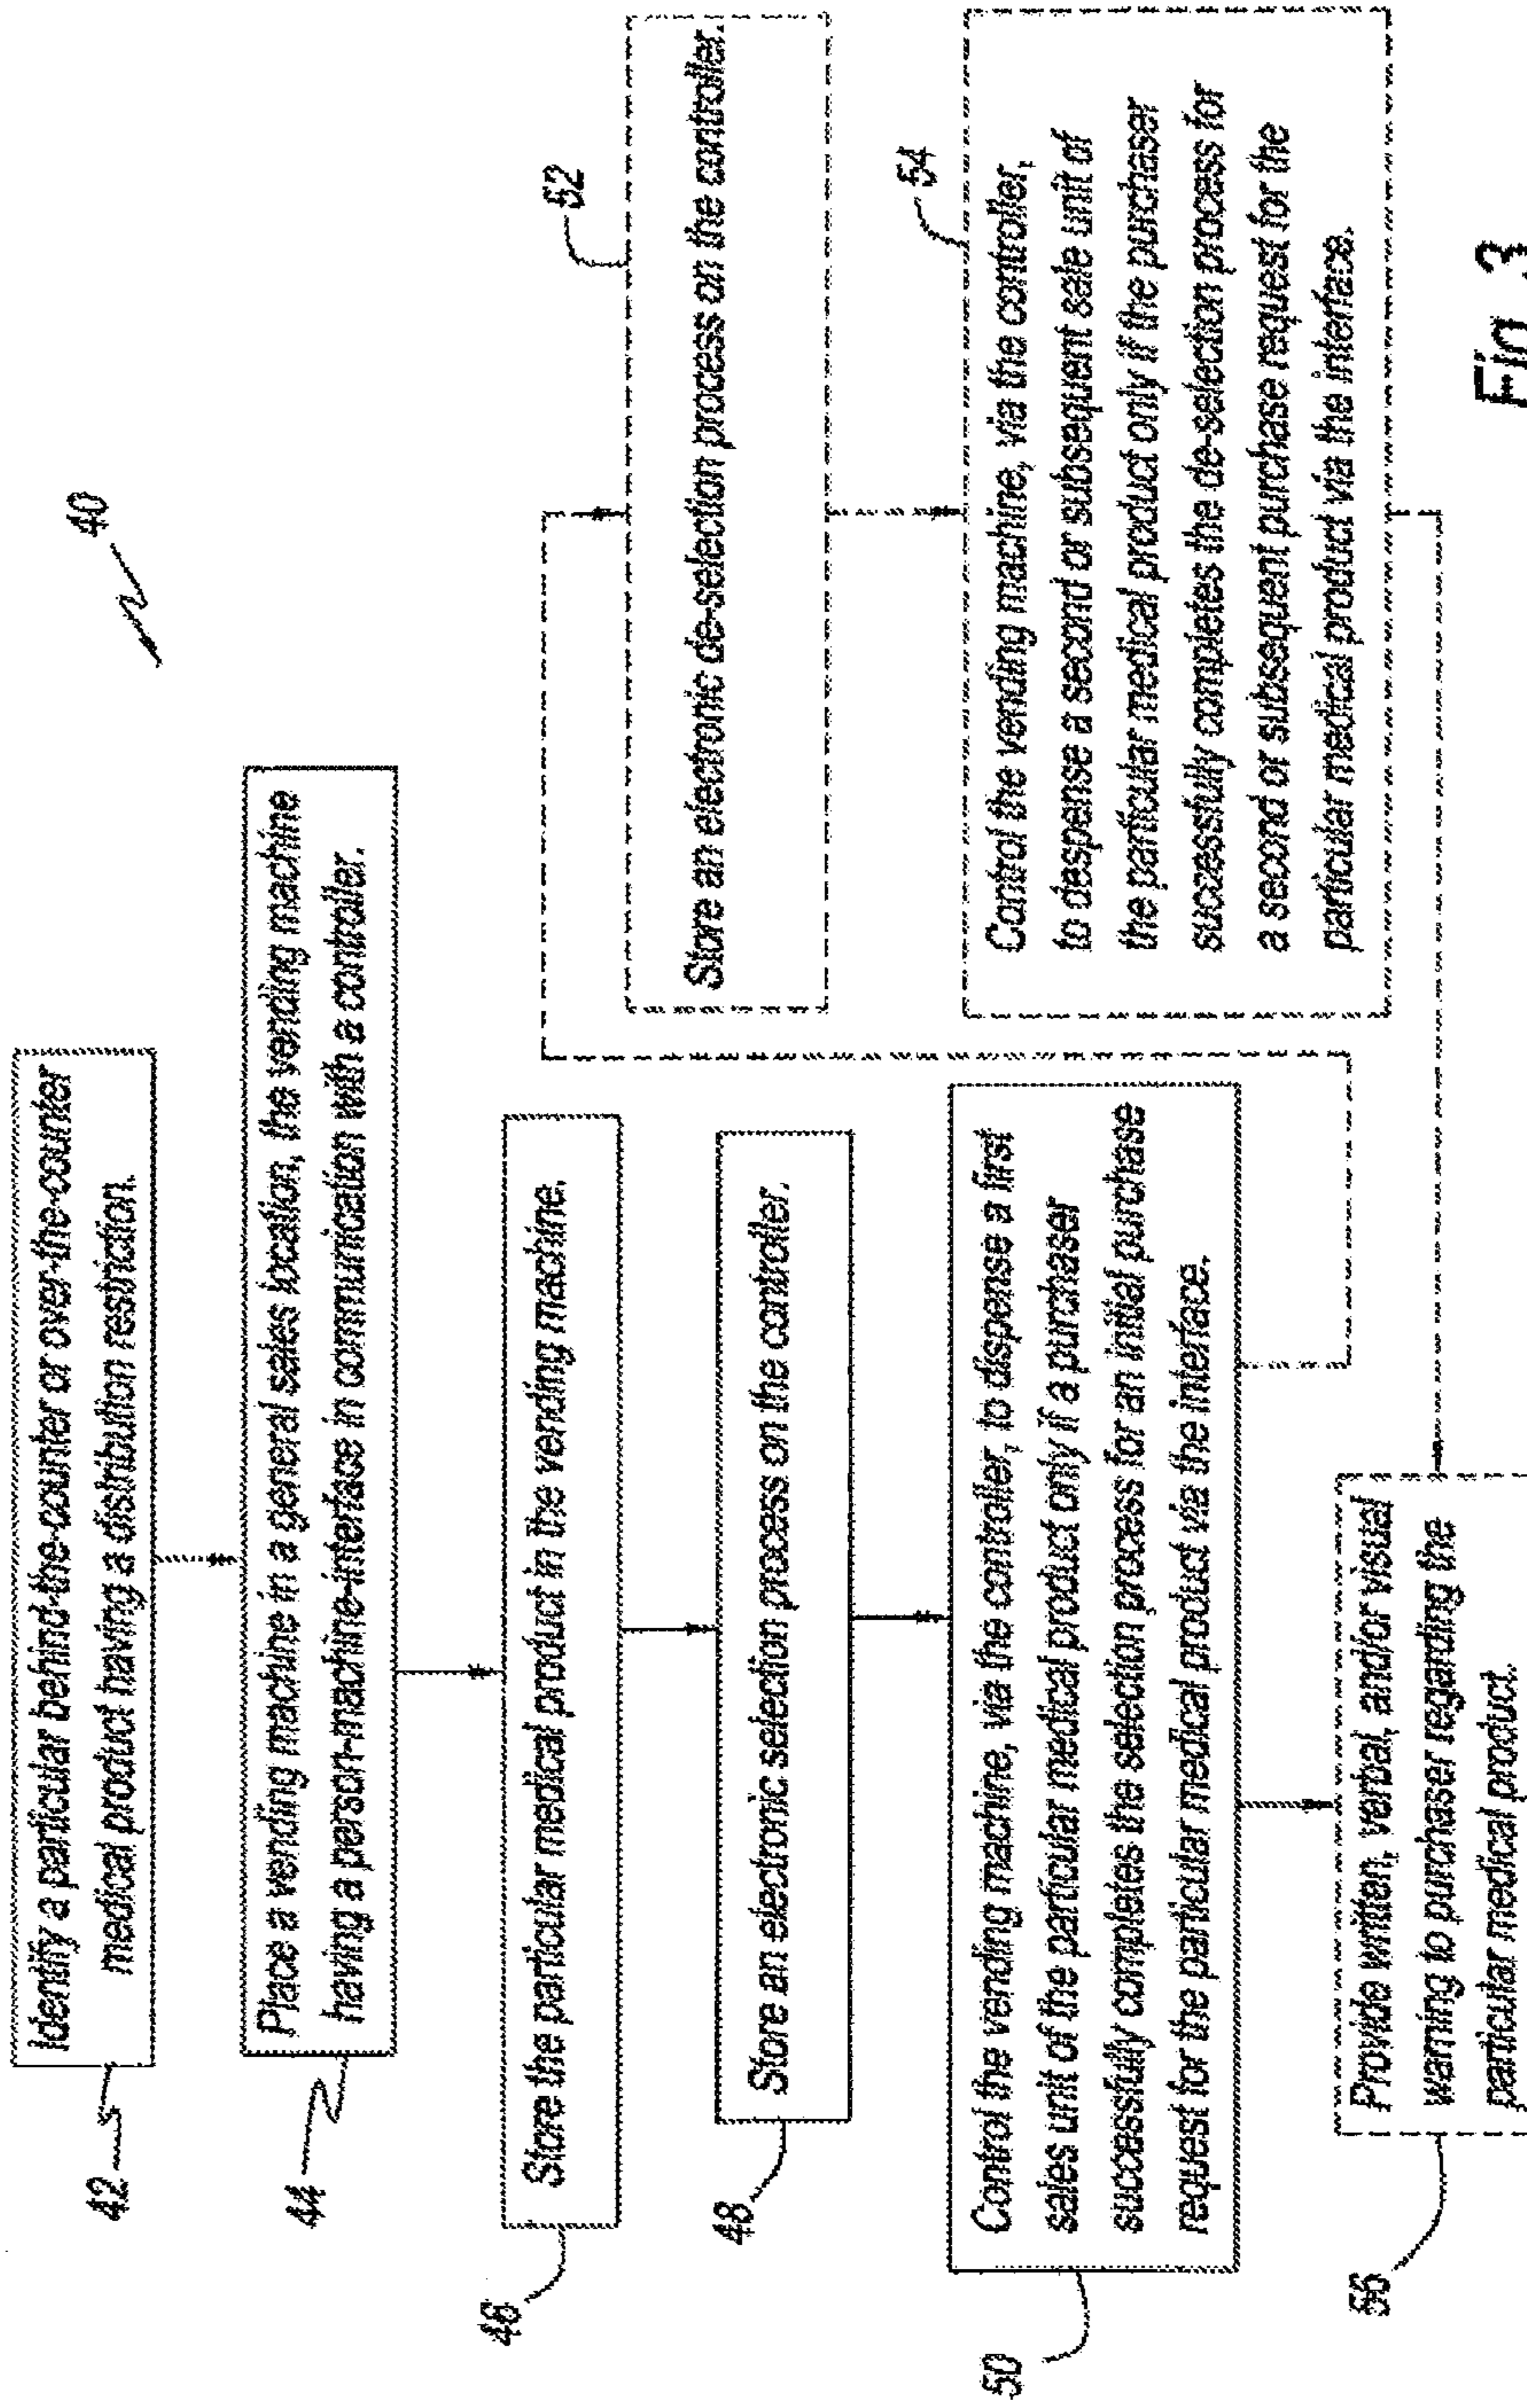 40
42
Identify a particular behind-the-counter or over-the-counter
medical product having a distribution restriction.
44
Place a vending machine in a general sales location, the vending machine
having a person-machine-interface in communication with a controller.
46
Store the particular medical product in the vending machine.
48
Store an electronic selection process on the controller.
50
Control the vending machine, via the controller, to dispense a first
sales unit of the particular medical product only if a purchaser
successfully completes the selection process for an initial purchase
request for the particular medical product via the interface.
52
Store an electronic de-selection process on the controller.
54
Control the vending machine, via the controller,
to despense a second or subsequent sale unit of
the particular medical product only if the purchaser
successfully completes the de-selection process for
a second or subsequent purchase request for the
particular medical product via the interface.
56
Provide written, verbal, and/or visual
warning to purchaser regarding the
particular medical product.
Fig. 3